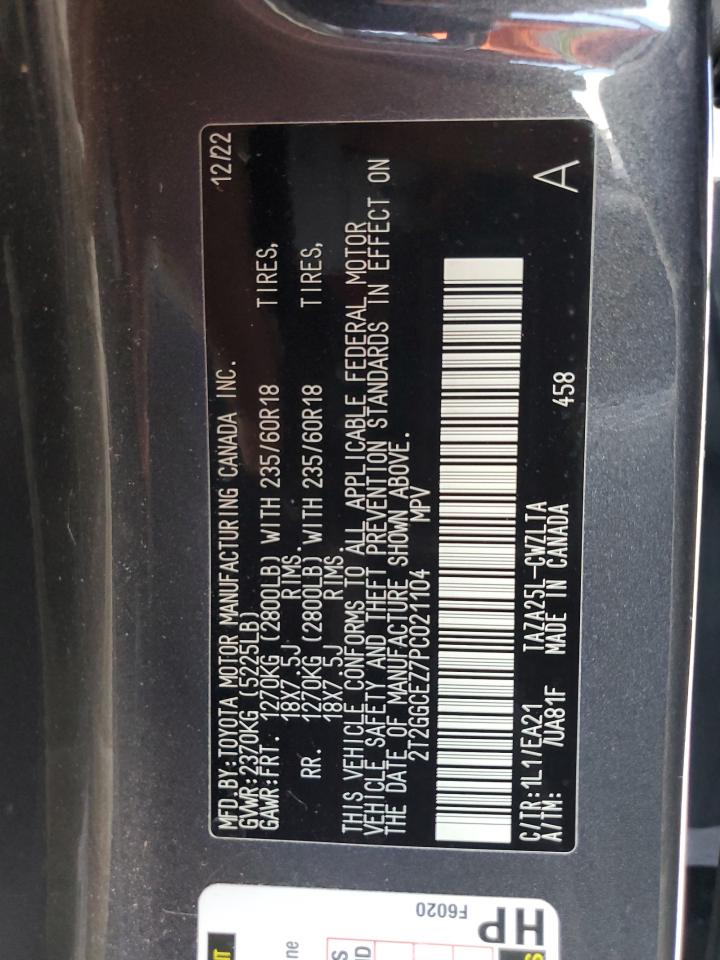 MFD.BY:TOYOTA MOTOR MANUFACTURING CANADA INC. 12/22
GVWR:2370KG (5225LB)
GAWR:FRT. 1270KG (2800LB) WITH 235/60R18 TIRES,
18X7.5J RIMS.
RR. 1270KG (2800LB) WITH 235/60R18 TIRES,
18X7.5J RIMS.
THIS VEHICLE CONFORMS TO ALL APPLICABLE FEDERAL MOTOR
VEHICLE SAFETY AND THEFT PREVENTION STANDARDS IN EFFECT ON
THE DATE OF MANUFACTURE SHOWN ABOVE.
2T2GGCEZ7PC021104 MPV
C/TR:1L1/EA21 TAZA25L-CWZLTA
A/TM: /UA81F MADE IN CANADA 458 A
HP
F6020